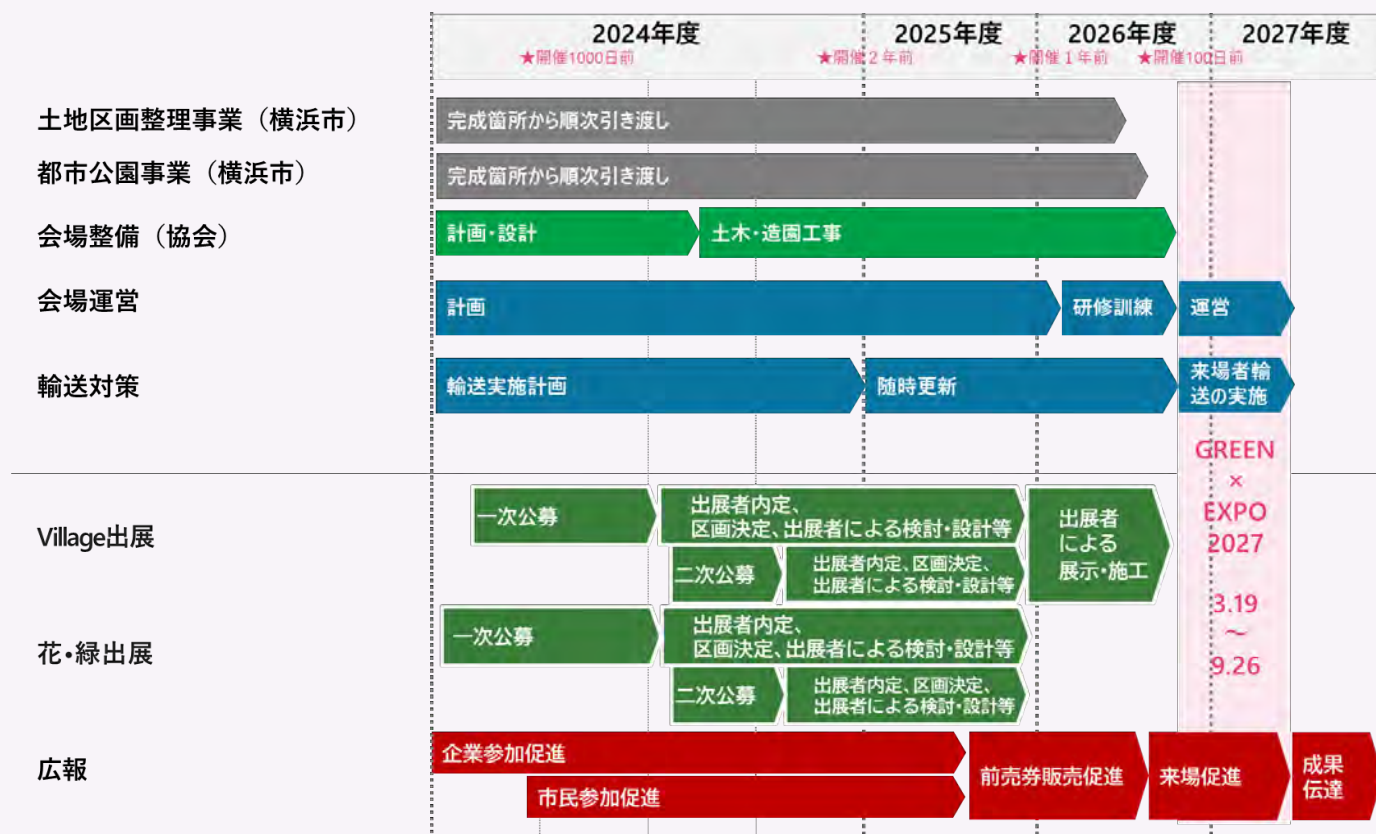 2024年度
2025年度
2026年度
2027年度
★開催1000日前
★開催２年前
★開催１年前
★開催100日前
土地区画整理事業（横浜市）
完成箇所から順次引き渡し
都市公園事業（横浜市）
完成箇所から順次引き渡し
会場整備（協会）
計画・設計
土木・造園工事
会場運営
計画
研修訓練
運営
輸送対策
輸送実施計画
随時更新
来場者輸
送の実施
GREEN
×
EXPO
2027
3.19
～
9.26
Village出展
一次公募
出展者内定、
区画決定、出展者による検討・設計等
二次公募
出展者内定、区画決定、
出展者による検討・設計等
出展者
による
展示・施工
花・緑出展
一次公募
出展者内定、
区画決定、出展者による検討・設計等
二次公募
出展者内定、区画決定、
出展者による検討・設計等
広報
企業参加促進
市民参加促進
前売券販売促進
来場促進
成果
伝達